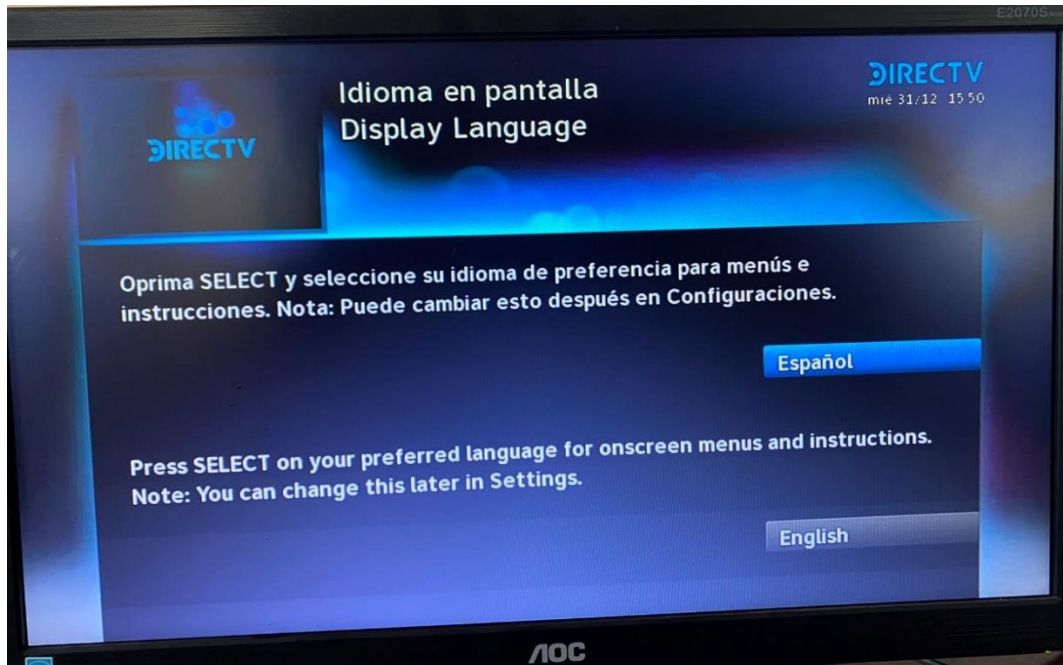 E2070S
DIRECTV
Idioma en pantalla
Display Language
DIRECTV
mié 31/12 15:50
Oprima SELECT y seleccione su idioma de preferencia para menús e
instrucciones. Nota: Puede cambiar esto después en Configuraciones.
Español
Press SELECT on your preferred language for onscreen menus and instructions.
Note: You can change this later in Settings.
English
AOC